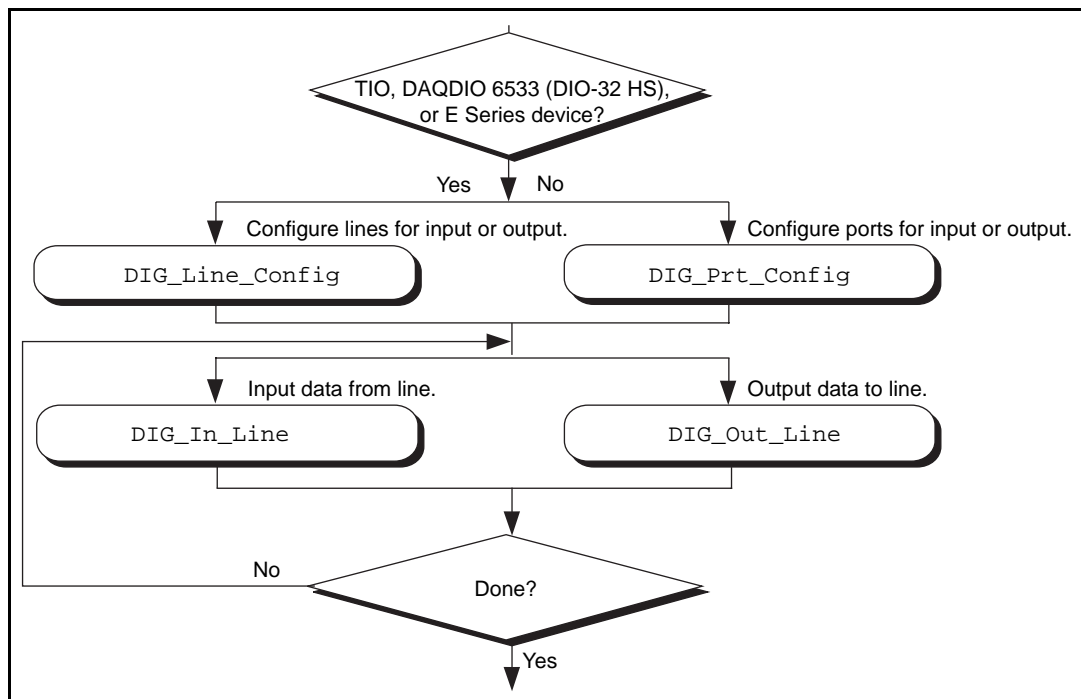 TIO, DAQDIO 6533 (DIO-32 HS),
or E Series device?
Yes No
Configure lines for input or output.
Configure ports for input or output.
DIG_Line_Config
DIG_Prt_Config
Input data from line.
Output data to line.
DIG_In_Line
DIG_Out_Line
No
Done?
Yes